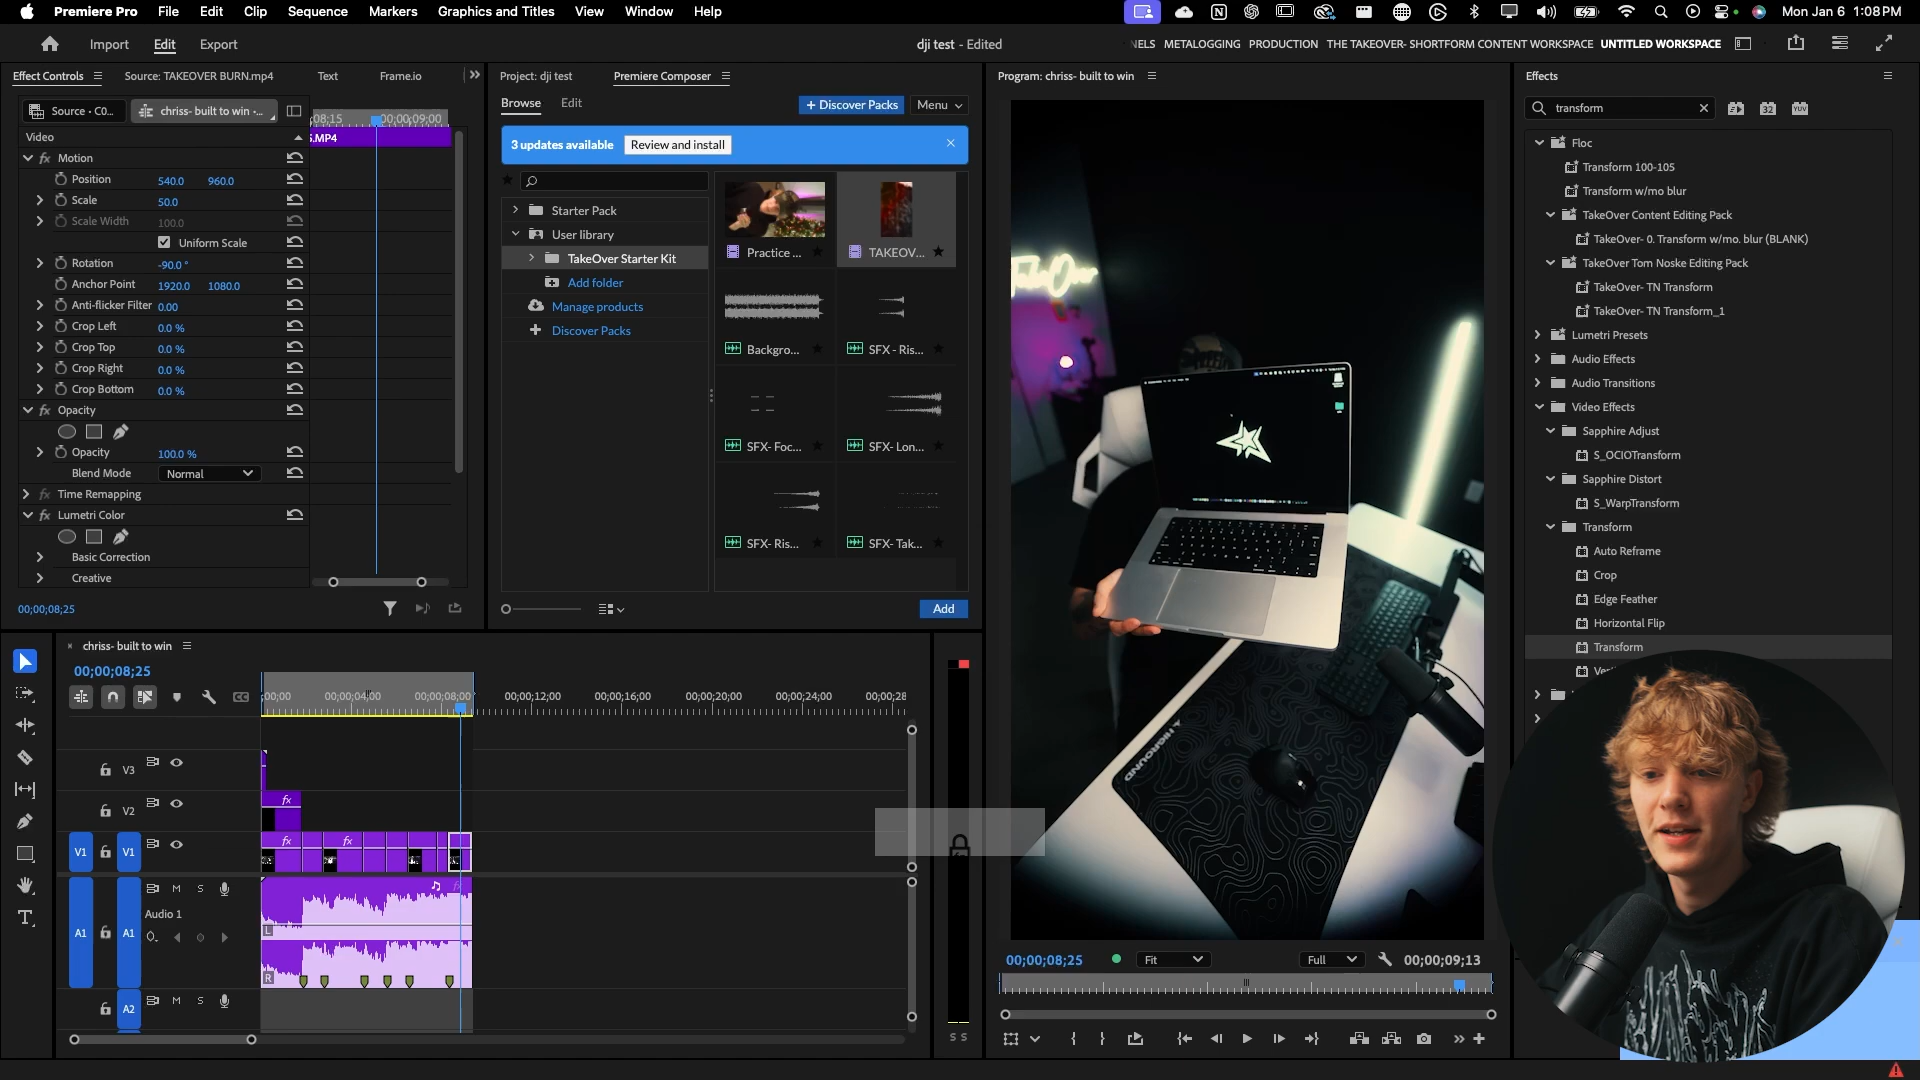 Premiere Pro File Edit Clip Sequence Markers Graphics and Titles View Window Help
Mon Jan 6 1:08 PM
Import Edit Export
dji test - Edited
NELS METALOGGING PRODUCTION THE TAKEOVER- SHORTFORM CONTENT WORKSPACE UNTITLED WORKSPACE
Effect Controls Source: TAKEOVER BURN.mp4 Text Frame.io
Source • C0... chriss- built to win •...
08;15 00;00;09;00
Video
S.MP4
fx Motion
Position 540.0 960.0
Scale 50.0
Scale Width 100.0
Uniform Scale
Rotation -90.0 °
Anchor Point 1920.0 1080.0
Anti-flicker Filter 0.00
Crop Left 0.0 %
Crop Top 0.0 %
Crop Right 0.0 %
Crop Bottom 0.0 %
fx Opacity
Opacity 100.0 %
Blend Mode Normal
fx Time Remapping
fx Lumetri Color
Basic Correction
Creative
00;00;08;25
Project: dji test Premiere Composer
Browse Edit
+ Discover Packs Menu
3 updates available Review and install
Starter Pack
User library
TakeOver Starter Kit
Add folder
Manage products
Discover Packs
Practice ... TAKEOV...
Backgro... SFX - Ris...
SFX- Foc... SFX- Lon...
SFX- Ris... SFX- Tak...
Add
Program: chriss- built to win
TakeOver
HIGROUND
00;00;08;25 Fit Full 00;00;09;13
Effects
transform
32 YUV
Floc
Transform 100-105
Transform w/mo blur
TakeOver Content Editing Pack
TakeOver- 0. Transform w/mo. blur (BLANK)
TakeOver Tom Noske Editing Pack
TakeOver- TN Transform
TakeOver- TN Transform_1
Lumetri Presets
Audio Effects
Audio Transitions
Video Effects
Sapphire Adjust
S_OCIOTransform
Sapphire Distort
S_WarpTransform
Transform
Auto Reframe
Crop
Edge Feather
Horizontal Flip
Transform
chriss- built to win
00;00;08;25
CC
;00;00 00;00;04;00 00;00;08;00 00;00;12;00 00;00;16;00 00;00;20;00 00;00;24;00 00;00;28
V3
V2 fx
V1 V1 fx fx
M S
Audio 1
A1 A1
L
R
A2 M S
S S